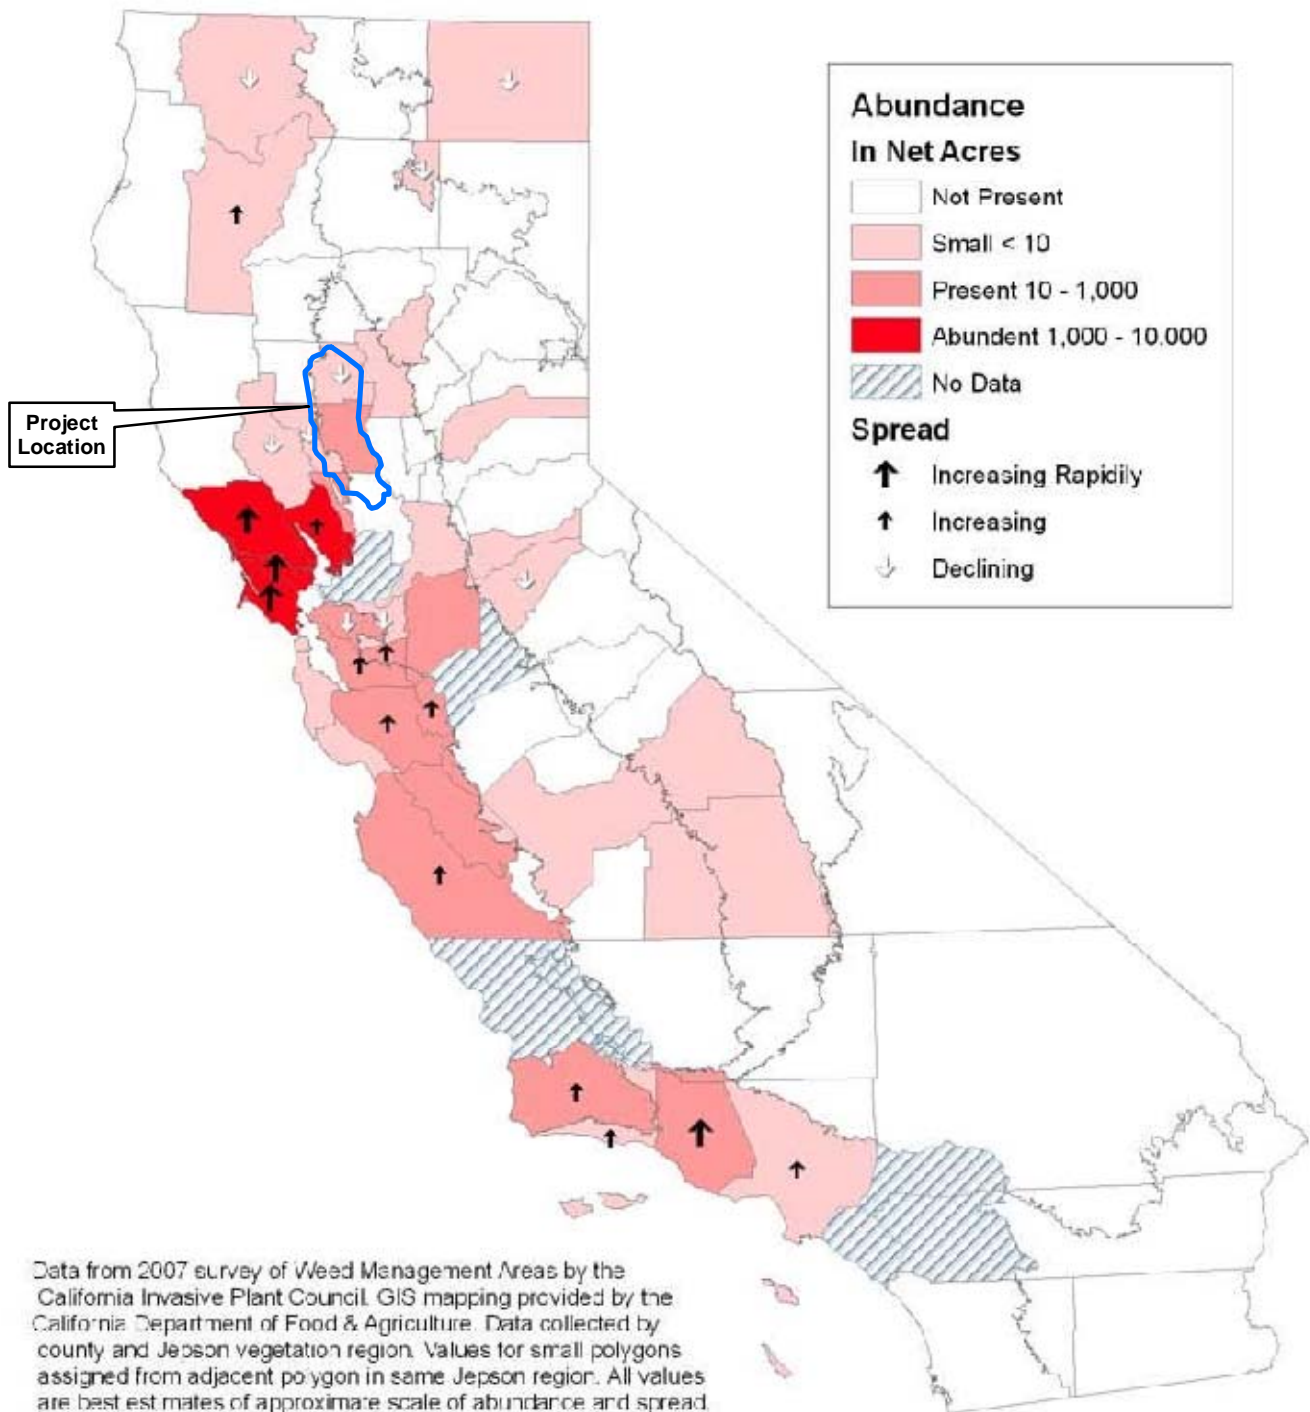 Abundance
In Net Acres
Not Present
Small < 10
Present 10 - 1,000
Abundent 1,000 - 10.000
No Data
Spread
Increasing Rapidily
Increasing
Declining
Project
Location
Data from 2007 survey of Weed Management Areas by the
California Invasive Plant Council. GIS mapping provided by the
California Department of Food & Agriculture. Data collected by
county and Jepson vegetation region. Values for small polygons
assigned from adjacent polygon in same Jepson region. All values
are best estimates of approximate scale of abundance and spread.